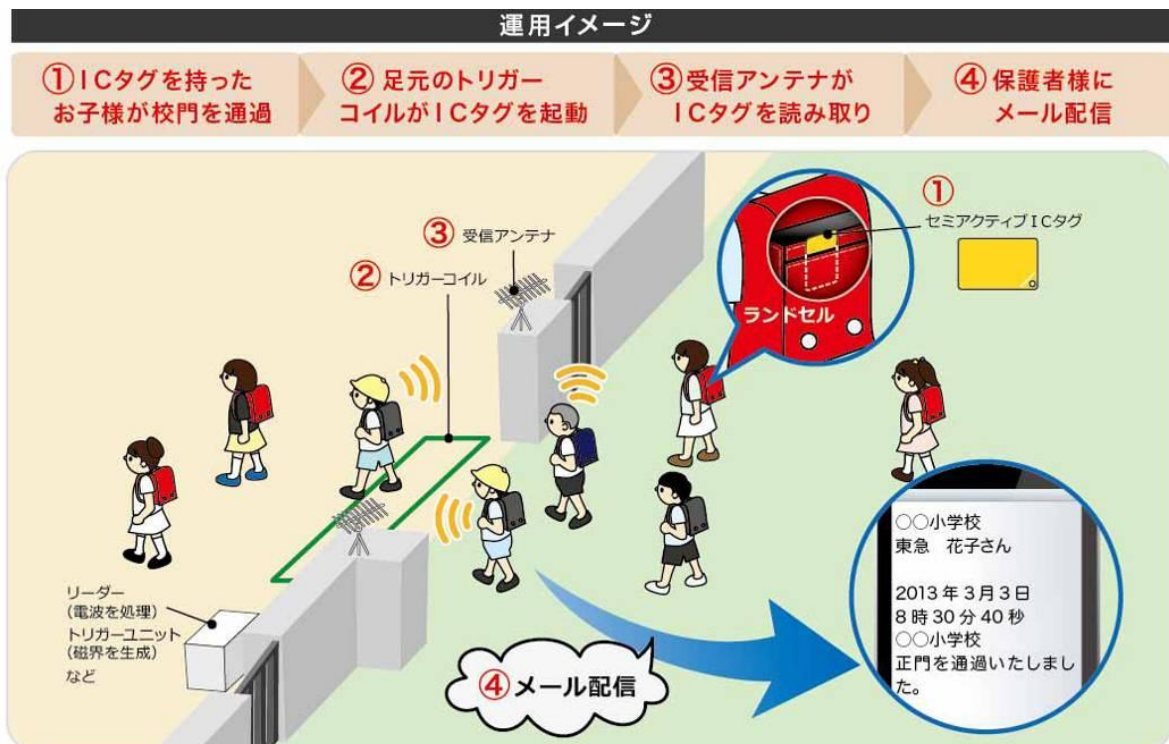 運用イメージ
①ICタグを持った
お子様が校門を通過
② 足元のトリガー
コイルがICタグを起動
③受信アンテナが
ICタグを読み取り
④ 保護者様に
メール配信
①
セミアクティブICタグ
③ 受信アンテナ
② トリガーコイル
ランドセル
リーダー
(電波を処理)
トリガーユニット
(磁界を生成)
など
④メール配信
○○小学校
東急 花子さん
2013年3月3日
8時30分40秒
○○小学校
正門を通過いたしまし
た。